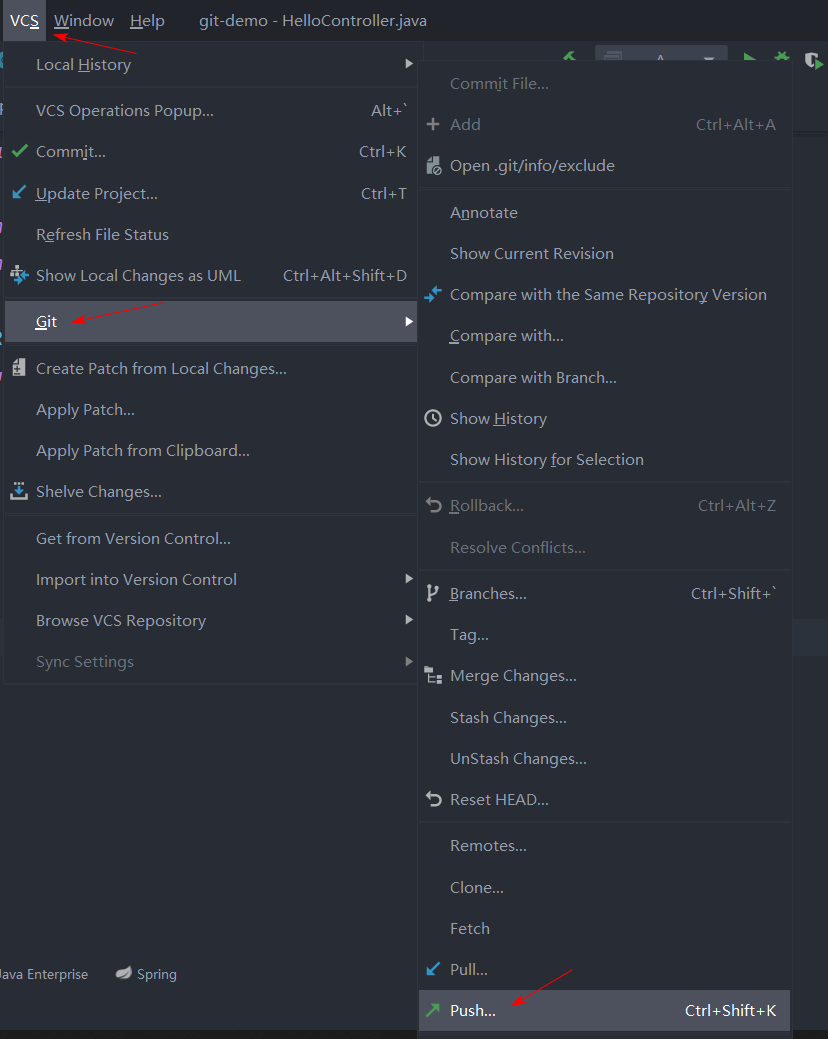 VCS Window Help git-demo - HelloController.java
Local History
VCS Operations Popup... Alt+`
Commit... Ctrl+K
Update Project... Ctrl+T
Refresh File Status
Show Local Changes as UML Ctrl+Alt+Shift+D
Git
Create Patch from Local Changes...
Apply Patch...
Apply Patch from Clipboard...
Shelve Changes...
Get from Version Control...
Import into Version Control
Browse VCS Repository
Sync Settings
Commit File...
Add Ctrl+Alt+A
Open .git/info/exclude
Annotate
Show Current Revision
Compare with the Same Repository Version
Compare with...
Compare with Branch...
Show History
Show History for Selection
Rollback... Ctrl+Alt+Z
Resolve Conflicts...
Branches... Ctrl+Shift+`
Tag...
Merge Changes...
Stash Changes...
UnStash Changes...
Reset HEAD...
Remotes...
Clone...
Fetch
Pull...
Push... Ctrl+Shift+K
Java Enterprise Spring